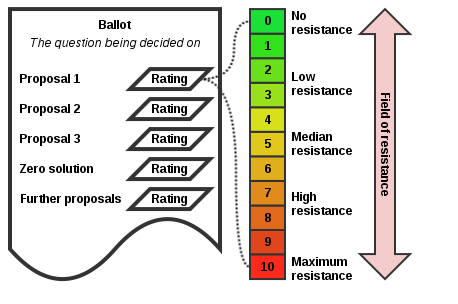 Ballot
The question being decided on
Proposal 1 Rating
Proposal 2 Rating
Proposal 3 Rating
Zero solution Rating
Further proposals Rating
0
1
2
3
4
5
6
7
8
9
10
No
resistance
Low
resistance
Median
resistance
High
resistance
Maximum
resistance
Field of resistance